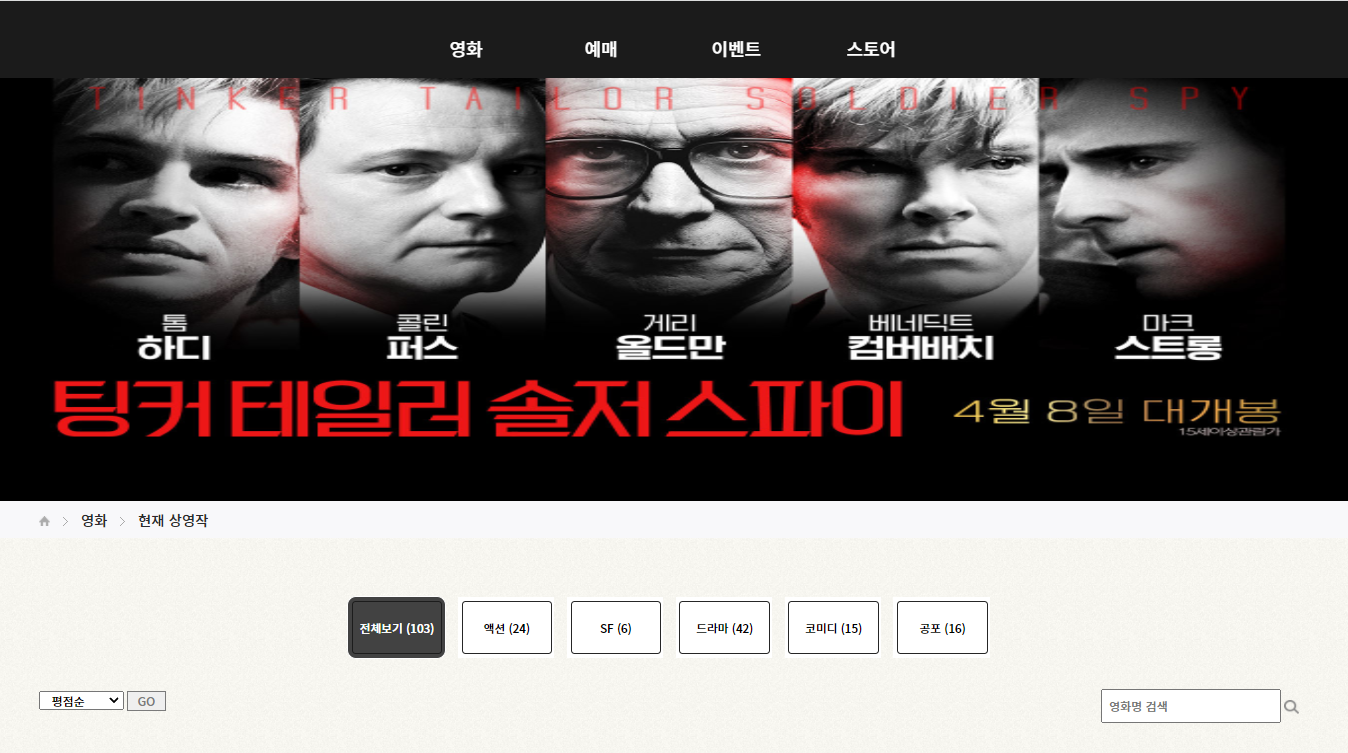 영화 예매 이벤트 스토어
TINKER TAILOR SOLDIER SPY
톰 콜린 게리 베네딕트 마크
하디 퍼스 올드만 컴버배치 스트롱
팅커 테일러 솔저 스파이 4월 8일 대개봉
15세이상관람가
영화 현재 상영작
전체보기 (103) 액션 (24) SF (6) 드라마 (42) 코미디 (15) 공포 (16)
평점순 GO 영화명 검색